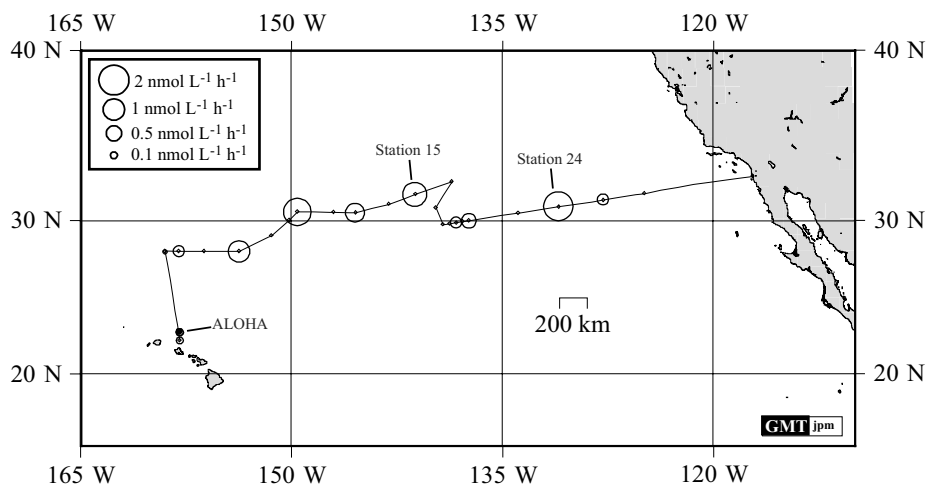 165 W 150 W 135 W 120 W
40 N 40 N
2 nmol L⁻¹ h⁻¹
1 nmol L⁻¹ h⁻¹
0.5 nmol L⁻¹ h⁻¹
0.1 nmol L⁻¹ h⁻¹
Station 15
Station 24
30 N 30 N
200 km
ALOHA
20 N 20 N
GMT jpm
165 W 150 W 135 W 120 W